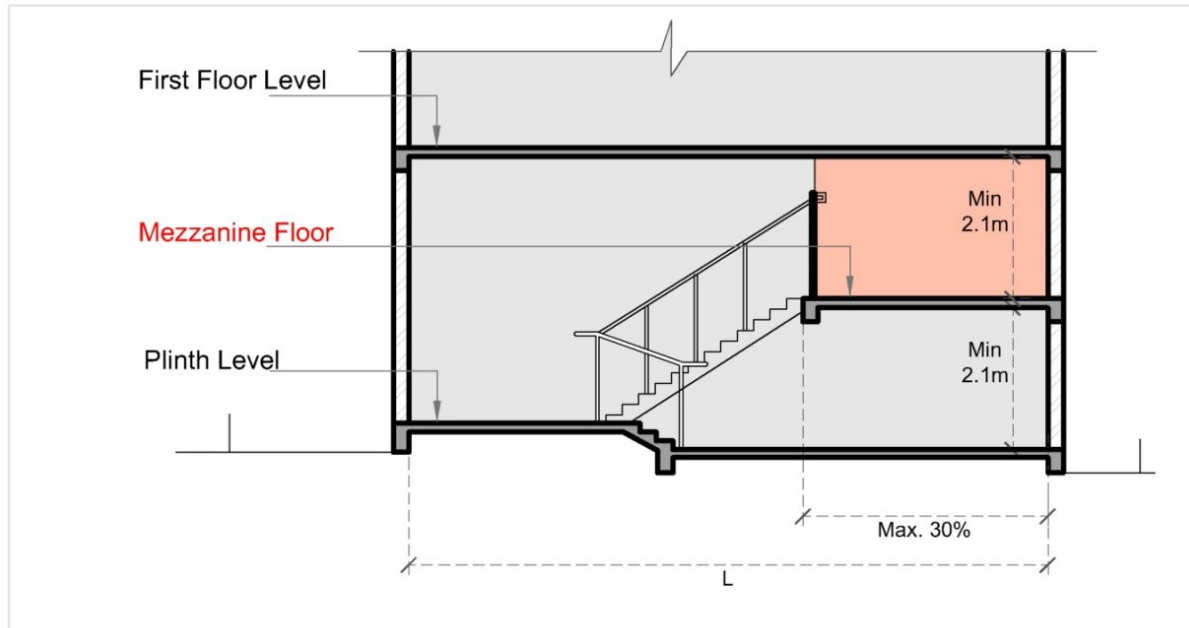 First Floor Level
Mezzanine Floor
Min
2.1m
Plinth Level
Min
2.1m
Max. 30%
L